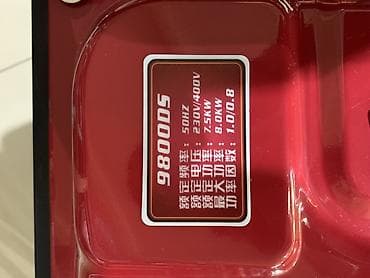 9800DS
额定频率：50HZ
额定电压：230V/400V
额定功率：7.5KW
最大功率：8.0KW
功率因数：1.0/0.8